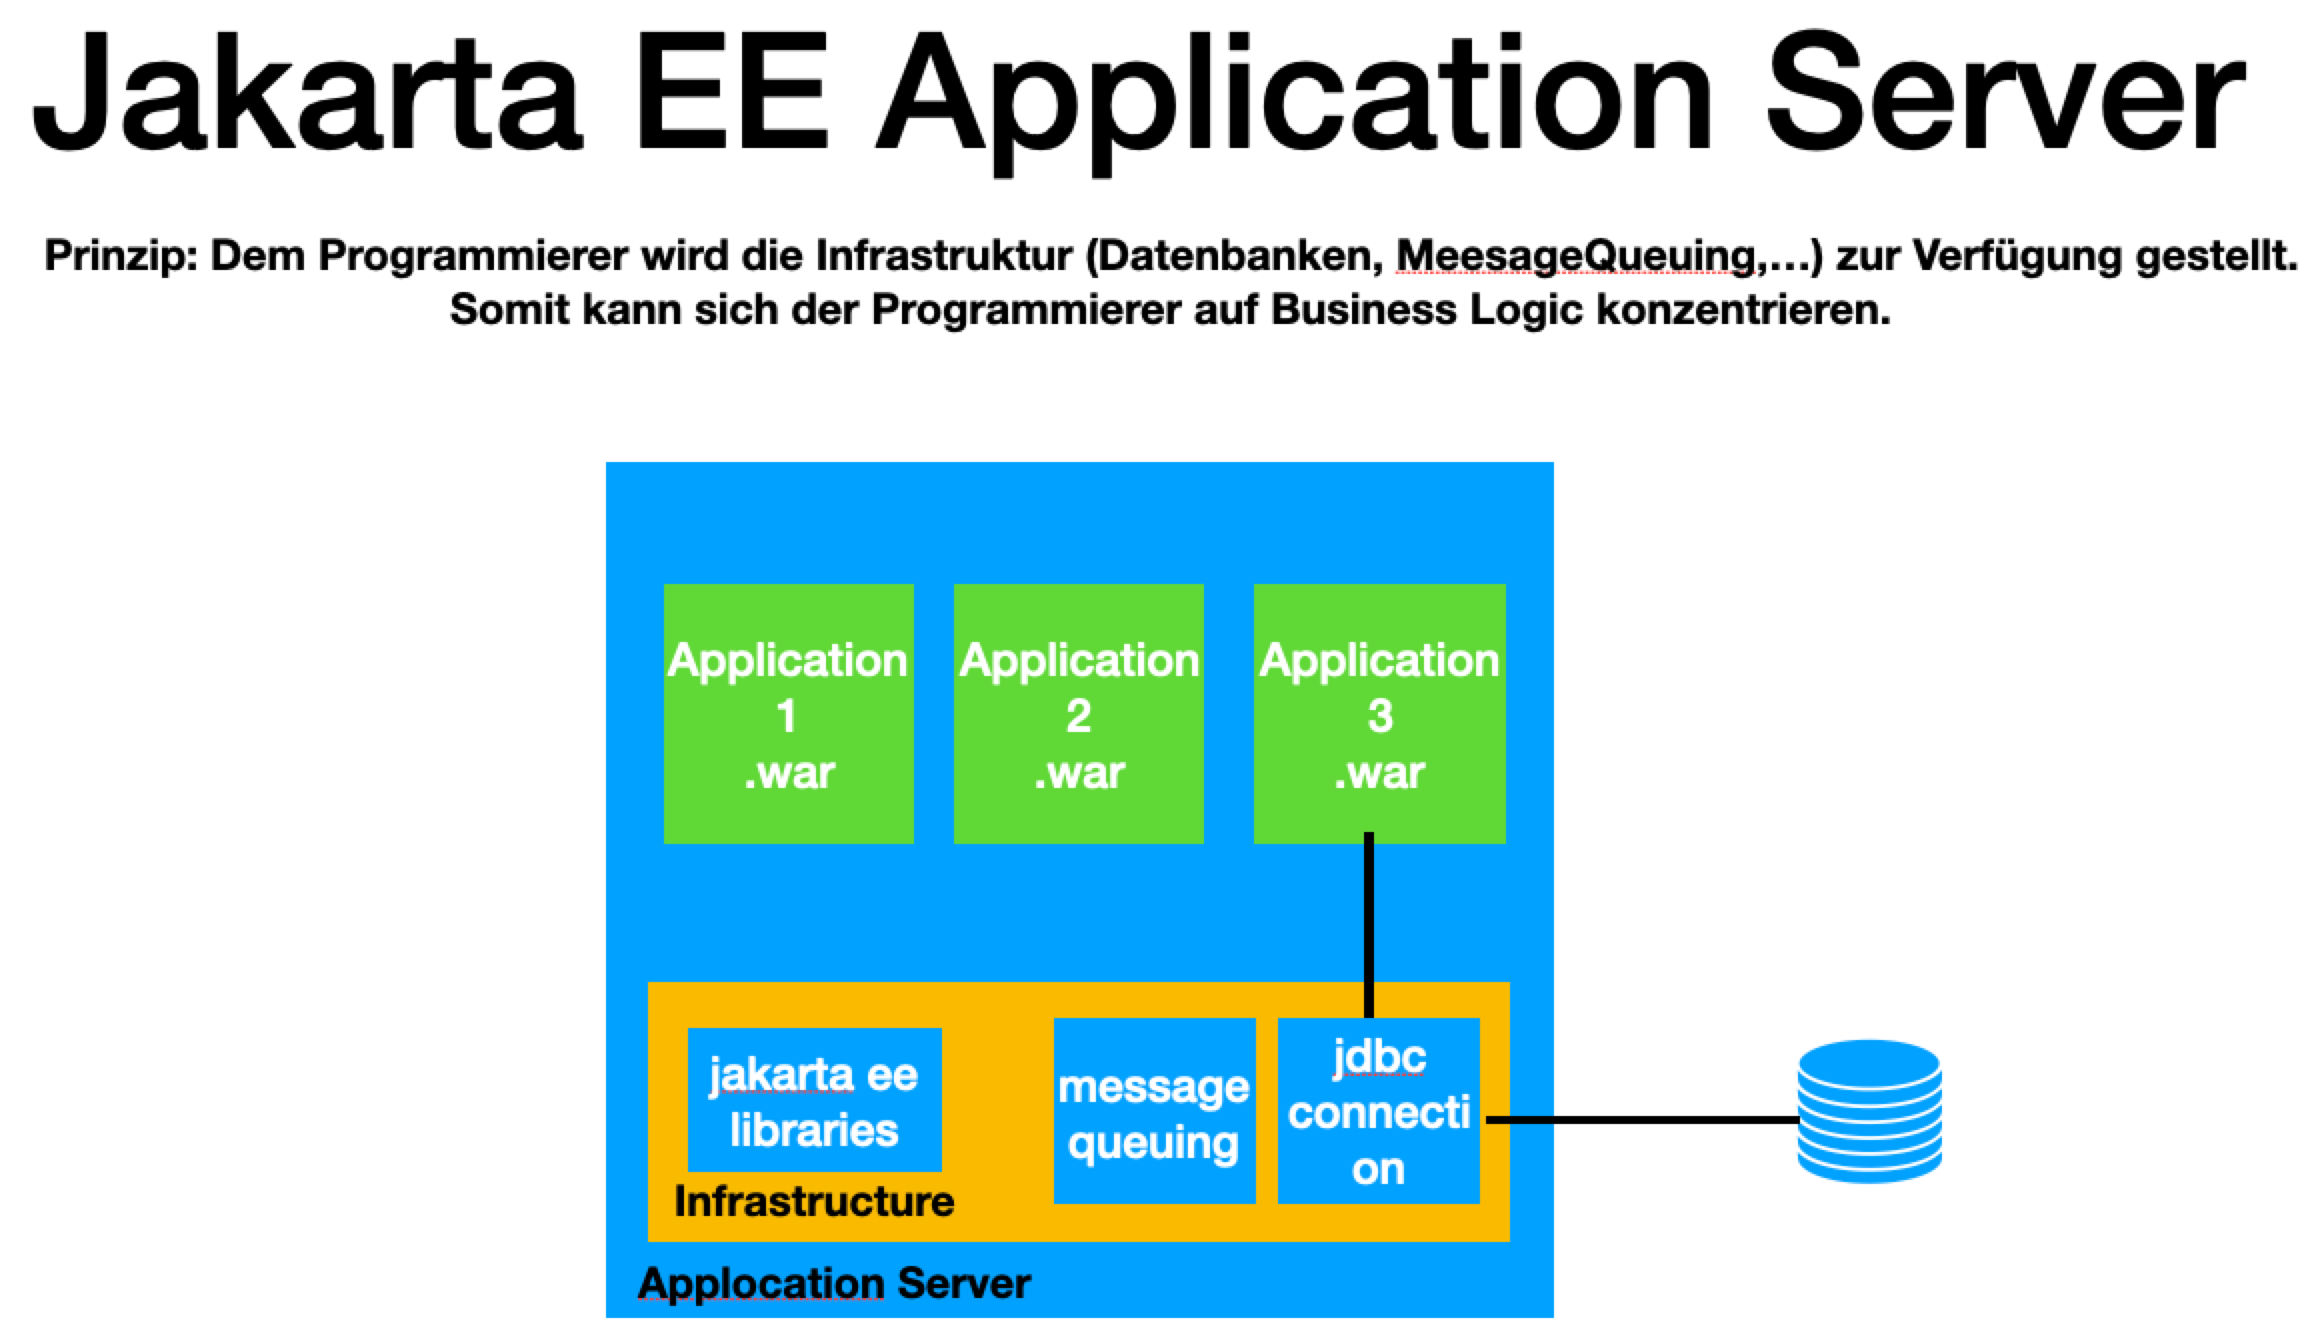 Jakarta EE Application Server
Prinzip: Dem Programmierer wird die Infrastruktur (Datenbanken, MeesageQueuing,...) zur Verfügung gestellt.
Somit kann sich der Programmierer auf Business Logic konzentrieren.
Application
1
.war
Application
2
.war
Application
3
.war
jakarta ee
libraries
message
queuing
jdbc
connecti
on
Infrastructure
Applocation Server